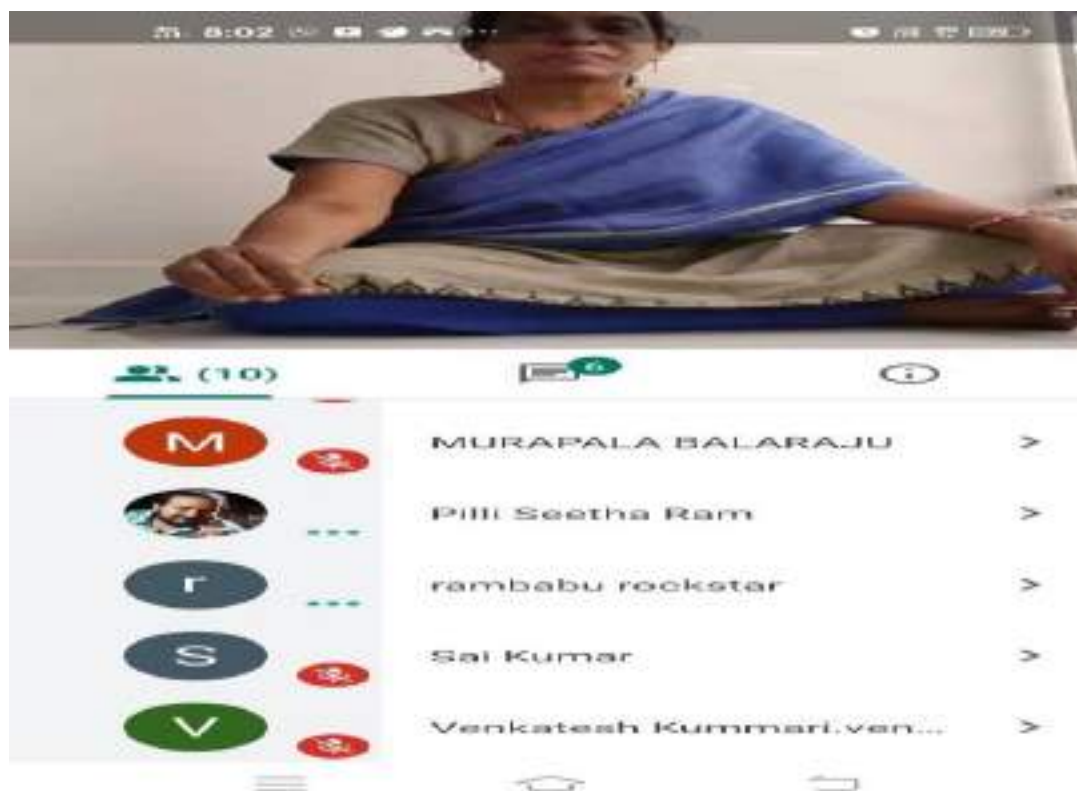 8:02
(10)
6
M
MURAPALA BALARAJU
Pilli Seetha Ram
r
rambabu rockstar
S
Sai Kumar
V
Venkatesh Kummari.ven...